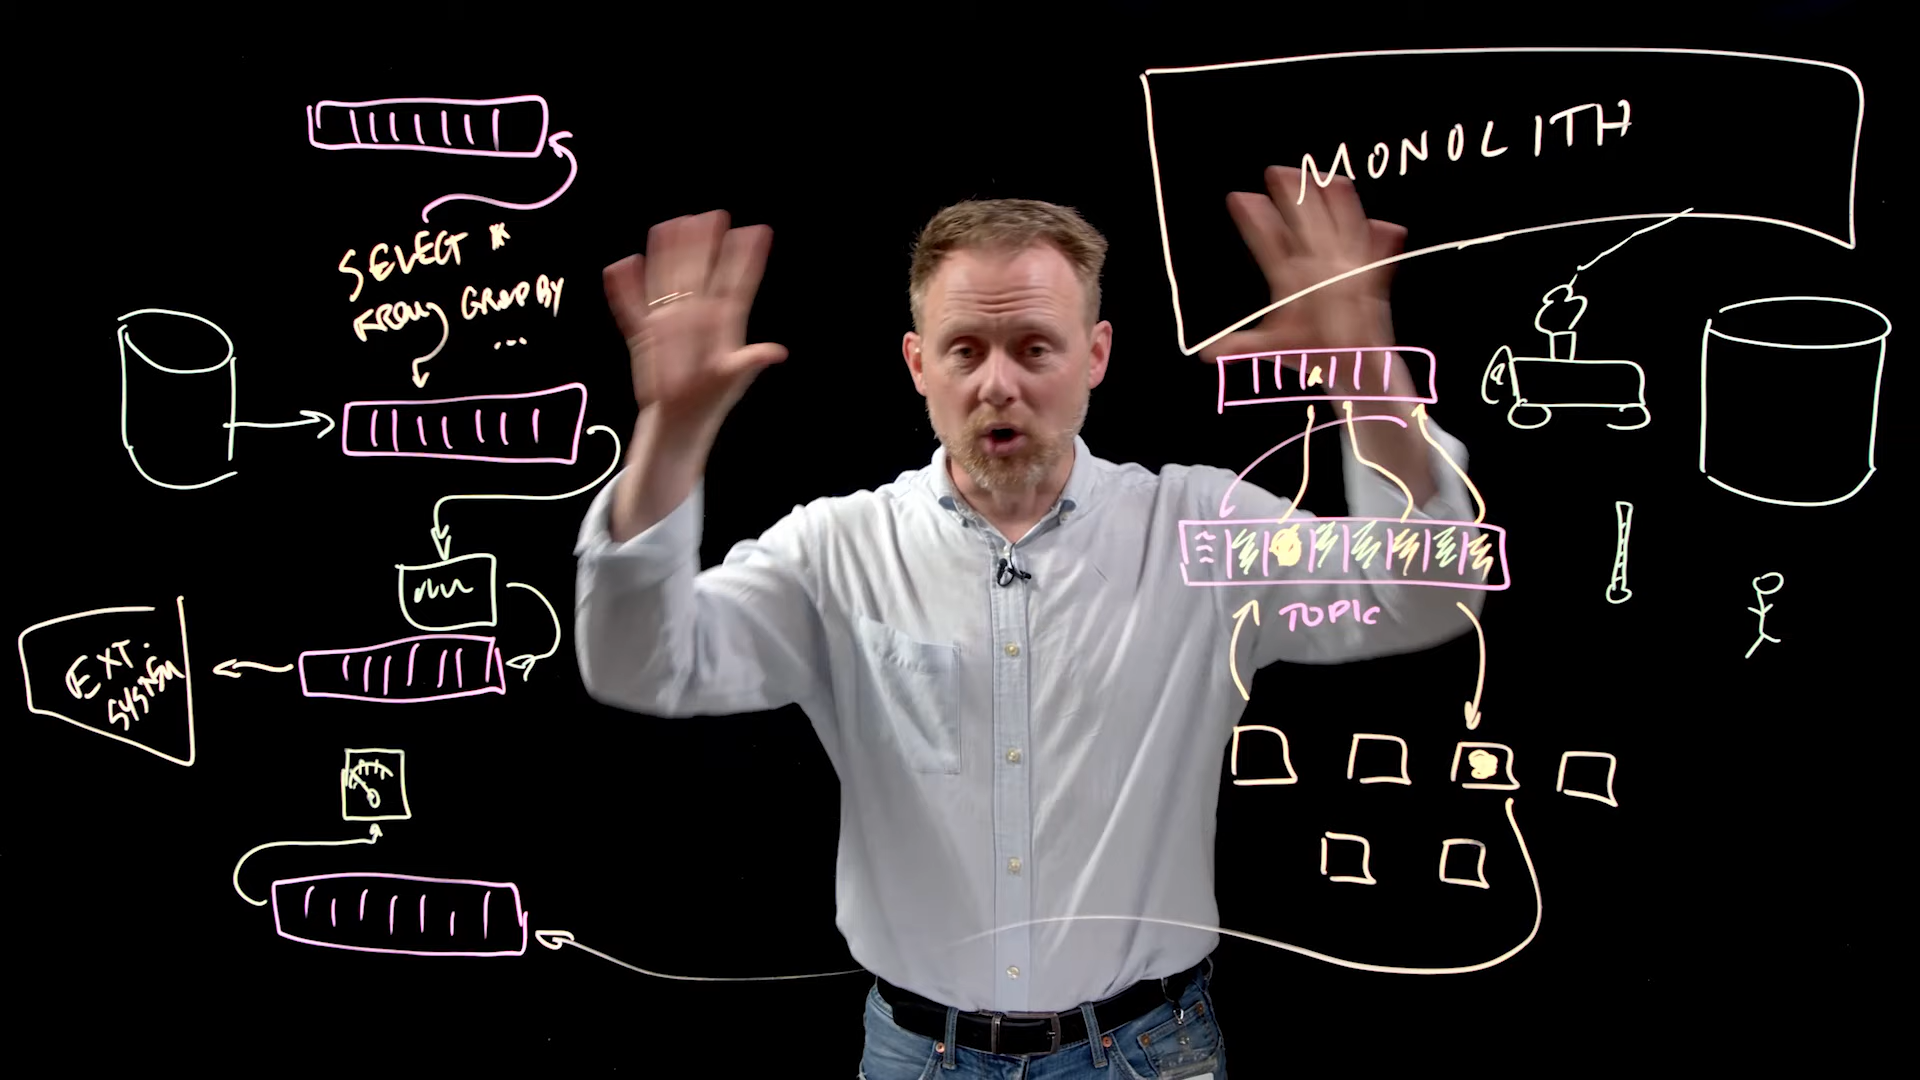 SELECT *
FROM GROUP BY
...
EXT.
SYSTEM
MONOLITH
TOPIC